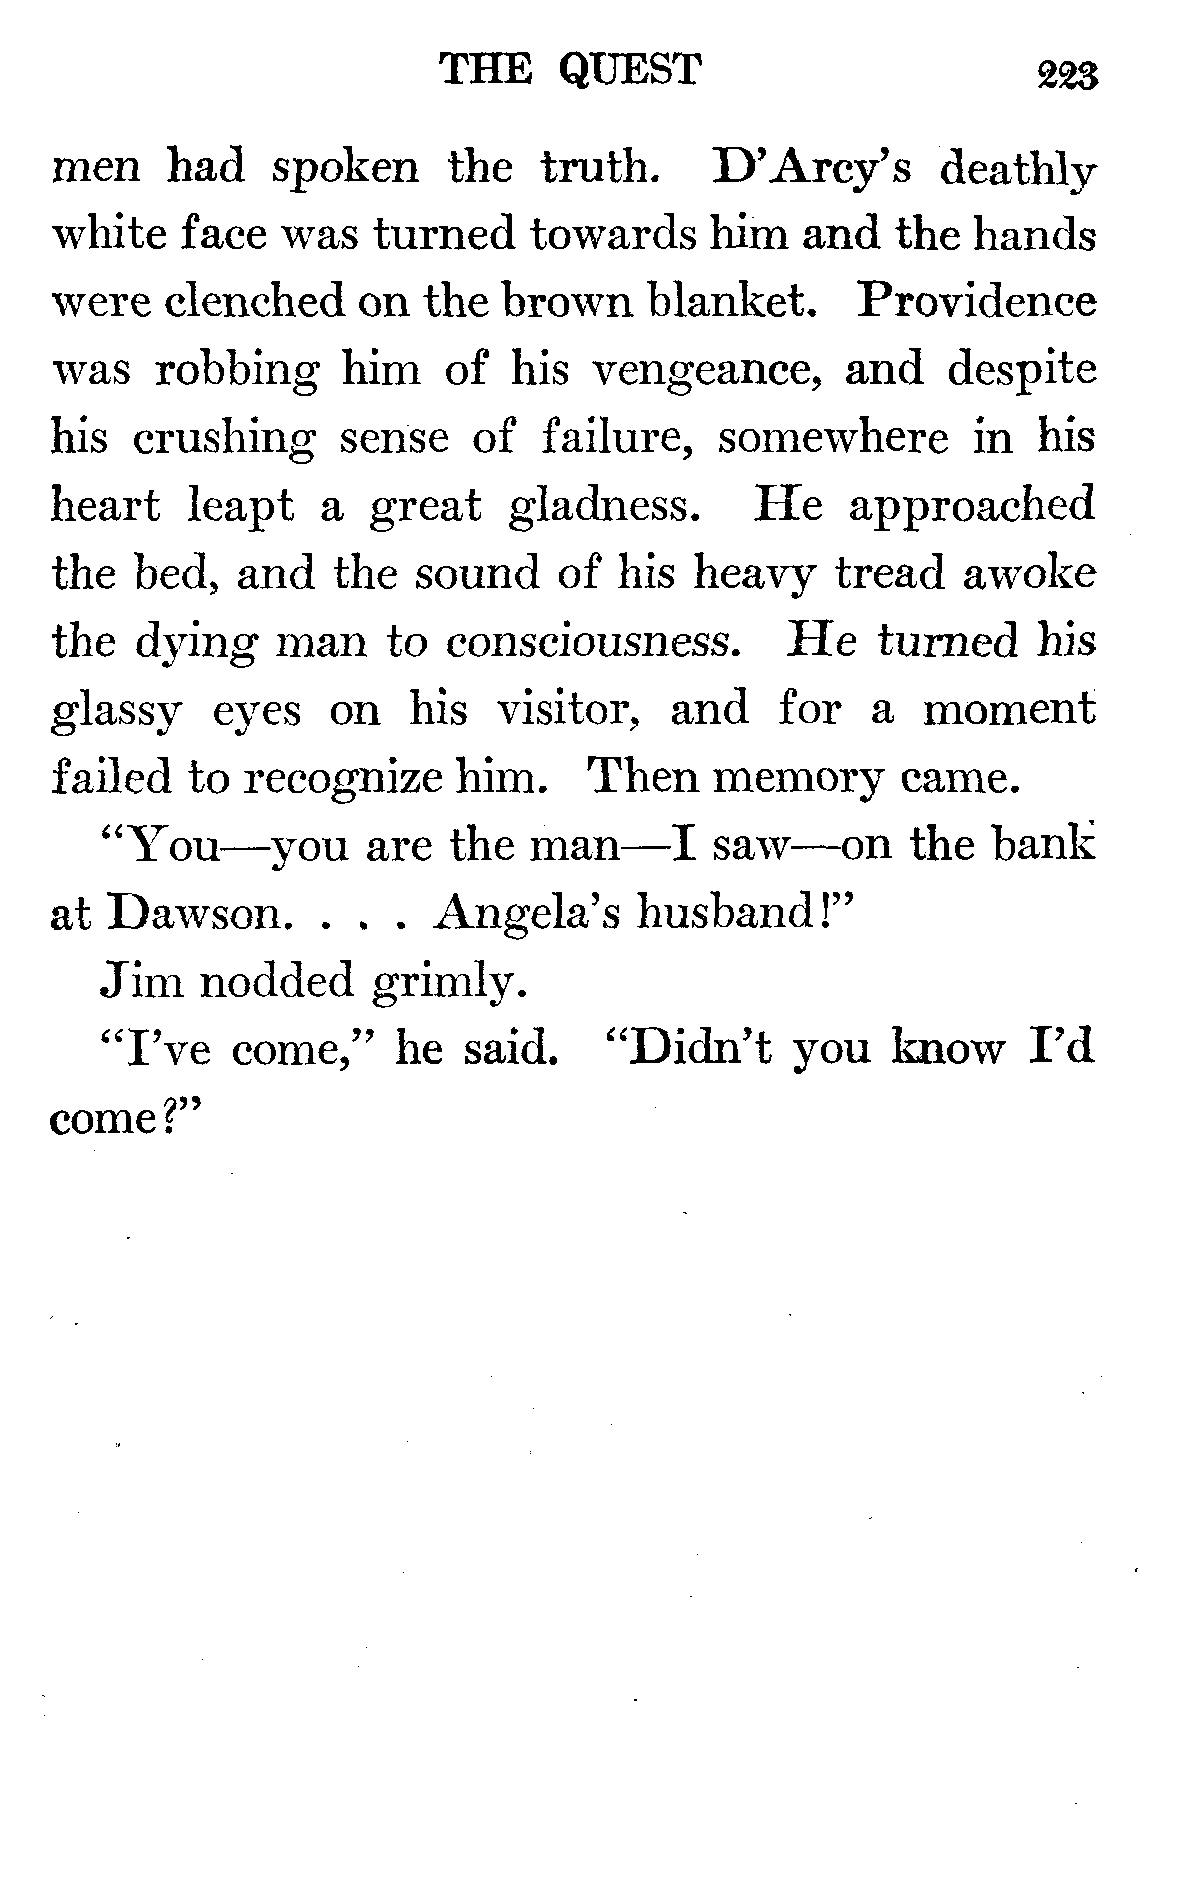 THE QUEST 223
men had spoken the truth. D'Arcy's deathly
white face was turned towards him and the hands
were clenched on the brown blanket. Providence
was robbing him of his vengeance, and despite
his crushing sense of failure, somewhere in his
heart leapt a great gladness. He approached
the bed, and the sound of his heavy tread awoke
the dying man to consciousness. He turned his
glassy eyes on his visitor, and for a moment
failed to recognize him. Then memory came.
“You—you are the man—I saw—on the bank
at Dawson. . . . Angela's husband!”
Jim nodded grimly.
“I've come,” he said. “Didn't you know I'd
come?”